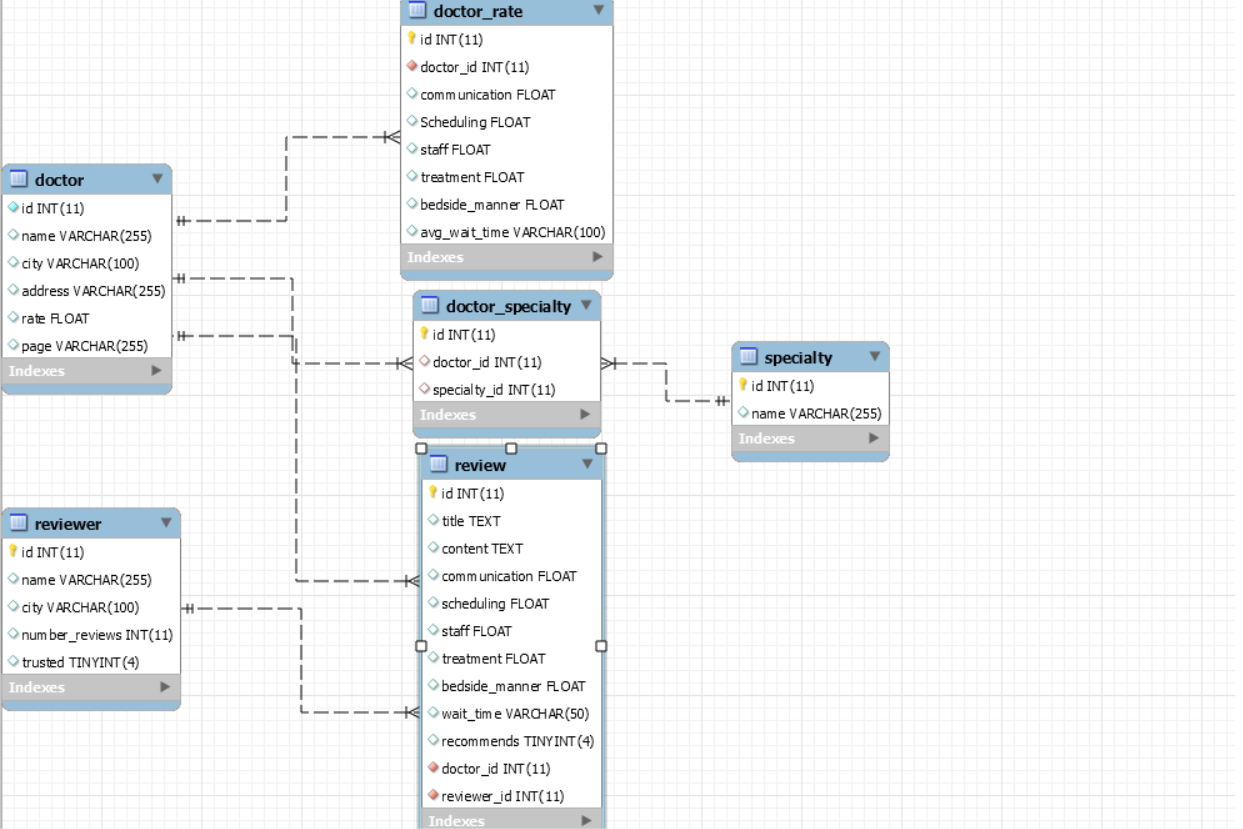 doctor_rate
id INT(11)
doctor_id INT(11)
communication FLOAT
Scheduling FLOAT
staff FLOAT
treatment FLOAT
bedside_manner FLOAT
avg_wait_time VARCHAR(100)
Indexes
doctor
id INT(11)
name VARCHAR(255)
city VARCHAR(100)
address VARCHAR(255)
rate FLOAT
page VARCHAR(255)
Indexes
doctor_specialty
id INT(11)
doctor_id INT(11)
specialty_id INT(11)
Indexes
specialty
id INT(11)
name VARCHAR(255)
Indexes
review
id INT(11)
title TEXT
content TEXT
communication FLOAT
scheduling FLOAT
staff FLOAT
treatment FLOAT
bedside_manner FLOAT
wait_time VARCHAR(50)
recommends TINYINT(4)
doctor_id INT(11)
reviewer_id INT(11)
Indexes
reviewer
id INT(11)
name VARCHAR(255)
city VARCHAR(100)
number_reviews INT(11)
trusted TINYINT(4)
Indexes